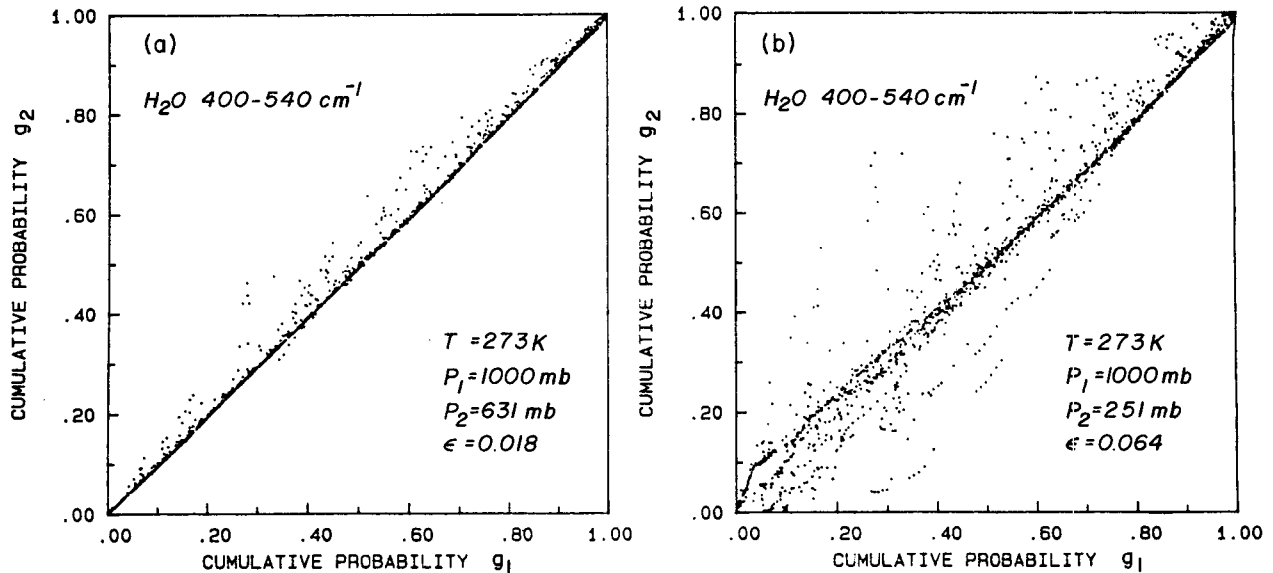 (a)
H₂O 400-540 cm⁻¹
T = 273K
P₁ = 1000 mb
P₂ = 631 mb
ϵ = 0.018
1.00
.80
.60
.40
.20
.00
CUMULATIVE PROBABILITY g₂
.00 .20 .40 .60 .80 1.00
CUMULATIVE PROBABILITY g₁
(b)
H₂O 400-540 cm⁻¹
T = 273K
P₁ = 1000 mb
P₂ = 251 mb
ϵ = 0.064
1.00
.80
.60
.40
.20
.00
CUMULATIVE PROBABILITY g₂
.00 .20 .40 .60 .80 1.00
CUMULATIVE PROBABILITY g₁